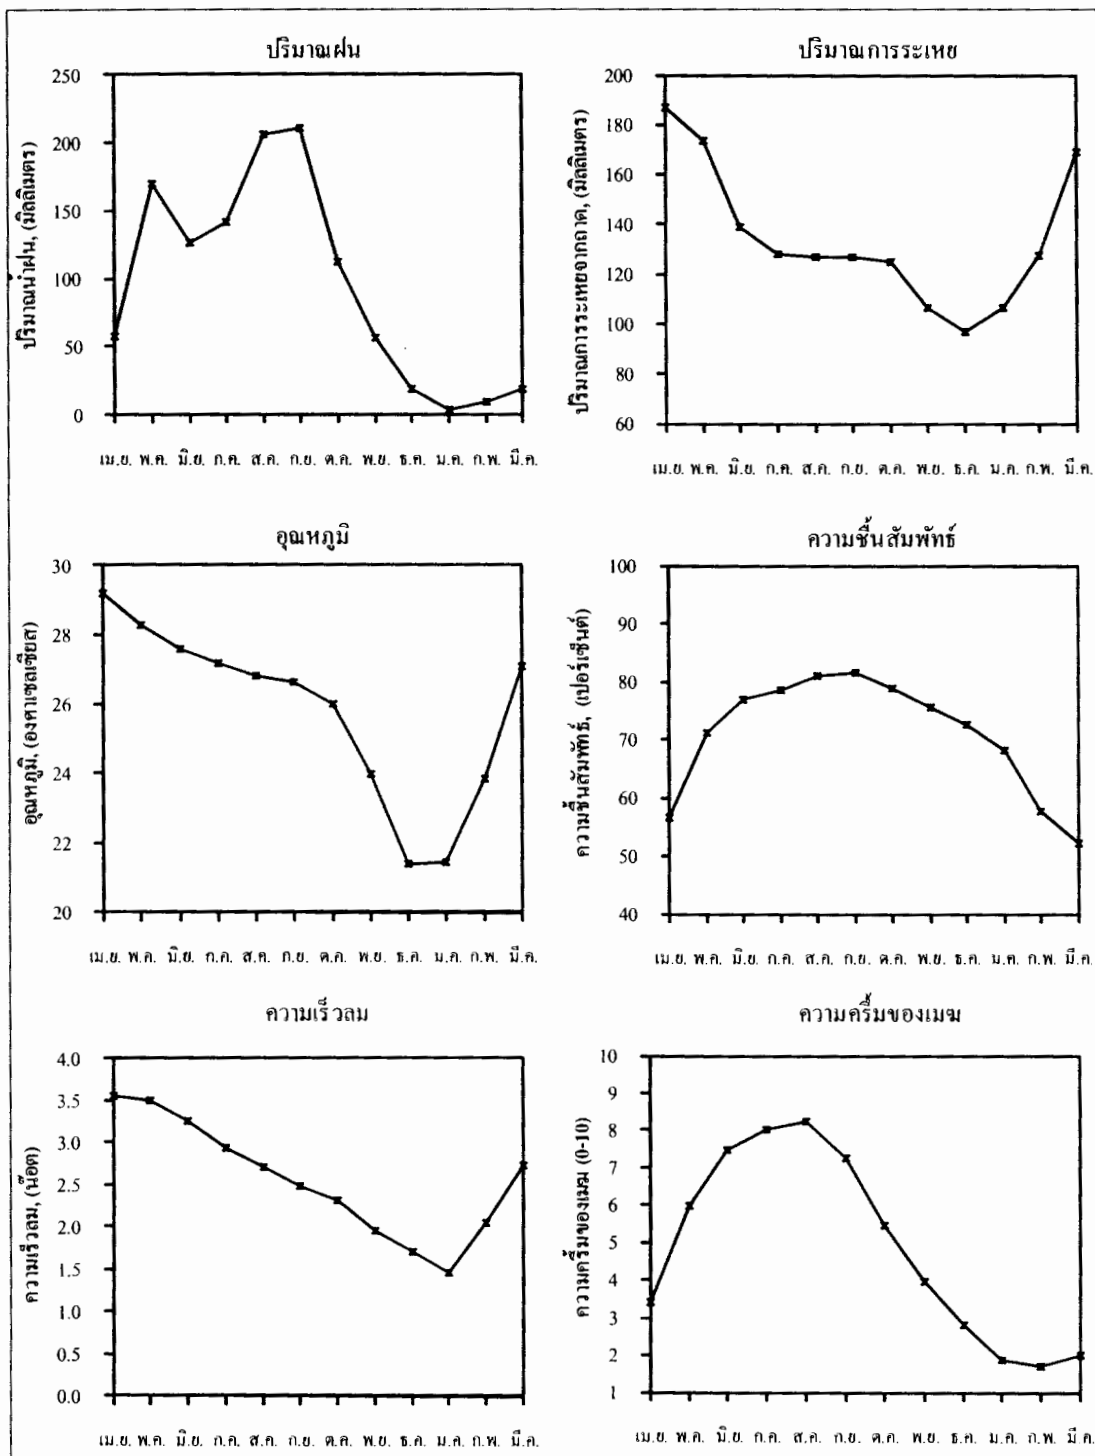 ปริมาณฝน
ปริมาณน้ำฝน, (มิลลิเมตร)
250
200
150
100
50
0
เม.ย. พ.ค. มิ.ย. ก.ค. ส.ค. ก.ย. ต.ค. พ.ย. ธ.ค. ม.ค. ก.พ. มี.ค.
ปริมาณการระเหย
ปริมาณการระเหยจากถาด, (มิลลิเมตร)
200
180
160
140
120
100
80
60
เม.ย. พ.ค. มิ.ย. ก.ค. ส.ค. ก.ย. ต.ค. พ.ย. ธ.ค. ม.ค. ก.พ. มี.ค.
อุณหภูมิ
อุณหภูมิ, (องศาเซลเซียส)
30
28
26
24
22
20
เม.ย. พ.ค. มิ.ย. ก.ค. ส.ค. ก.ย. ต.ค. พ.ย. ธ.ค. ม.ค. ก.พ. มี.ค.
ความชื้นสัมพัทธ์
ความชื้นสัมพัทธ์, (เปอร์เซ็นต์)
100
90
80
70
60
50
40
เม.ย. พ.ค. มิ.ย. ก.ค. ส.ค. ก.ย. ต.ค. พ.ย. ธ.ค. ม.ค. ก.พ. มี.ค.
ความเร็วลม
ความเร็วลม, (น๊อต)
4.0
3.5
3.0
2.5
2.0
1.5
1.0
0.5
0.0
เม.ย. พ.ค. มิ.ย. ก.ค. ส.ค. ก.ย. ต.ค. พ.ย. ธ.ค. ม.ค. ก.พ. มี.ค.
ความครึ้มของเมฆ
ความครึ้มของเมฆ (0-10)
10
9
8
7
6
5
4
3
2
1
เม.ย. พ.ค. มิ.ย. ก.ค. ส.ค. ก.ย. ต.ค. พ.ย. ธ.ค. ม.ค. ก.พ. มี.ค.